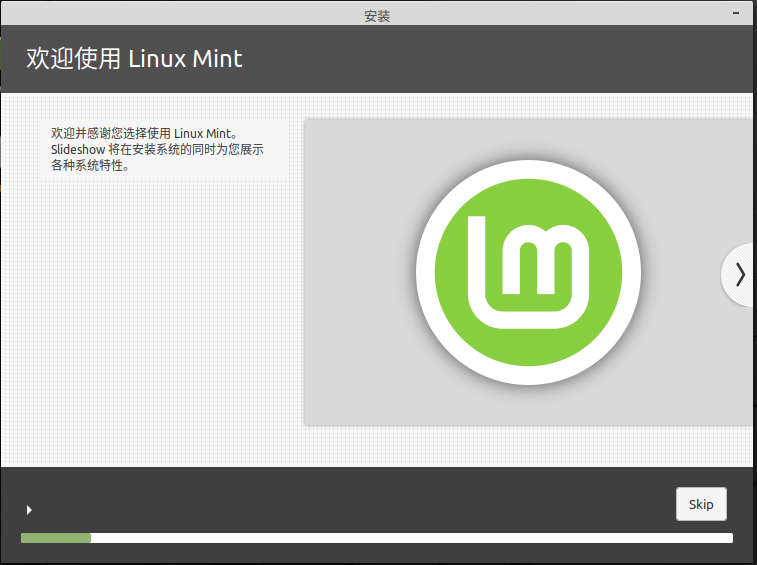 安装
欢迎使用 Linux Mint
欢迎并感谢您选择使用 Linux Mint。
Slideshow 将在安装系统的同时为您展示
各种系统特性。
Skip